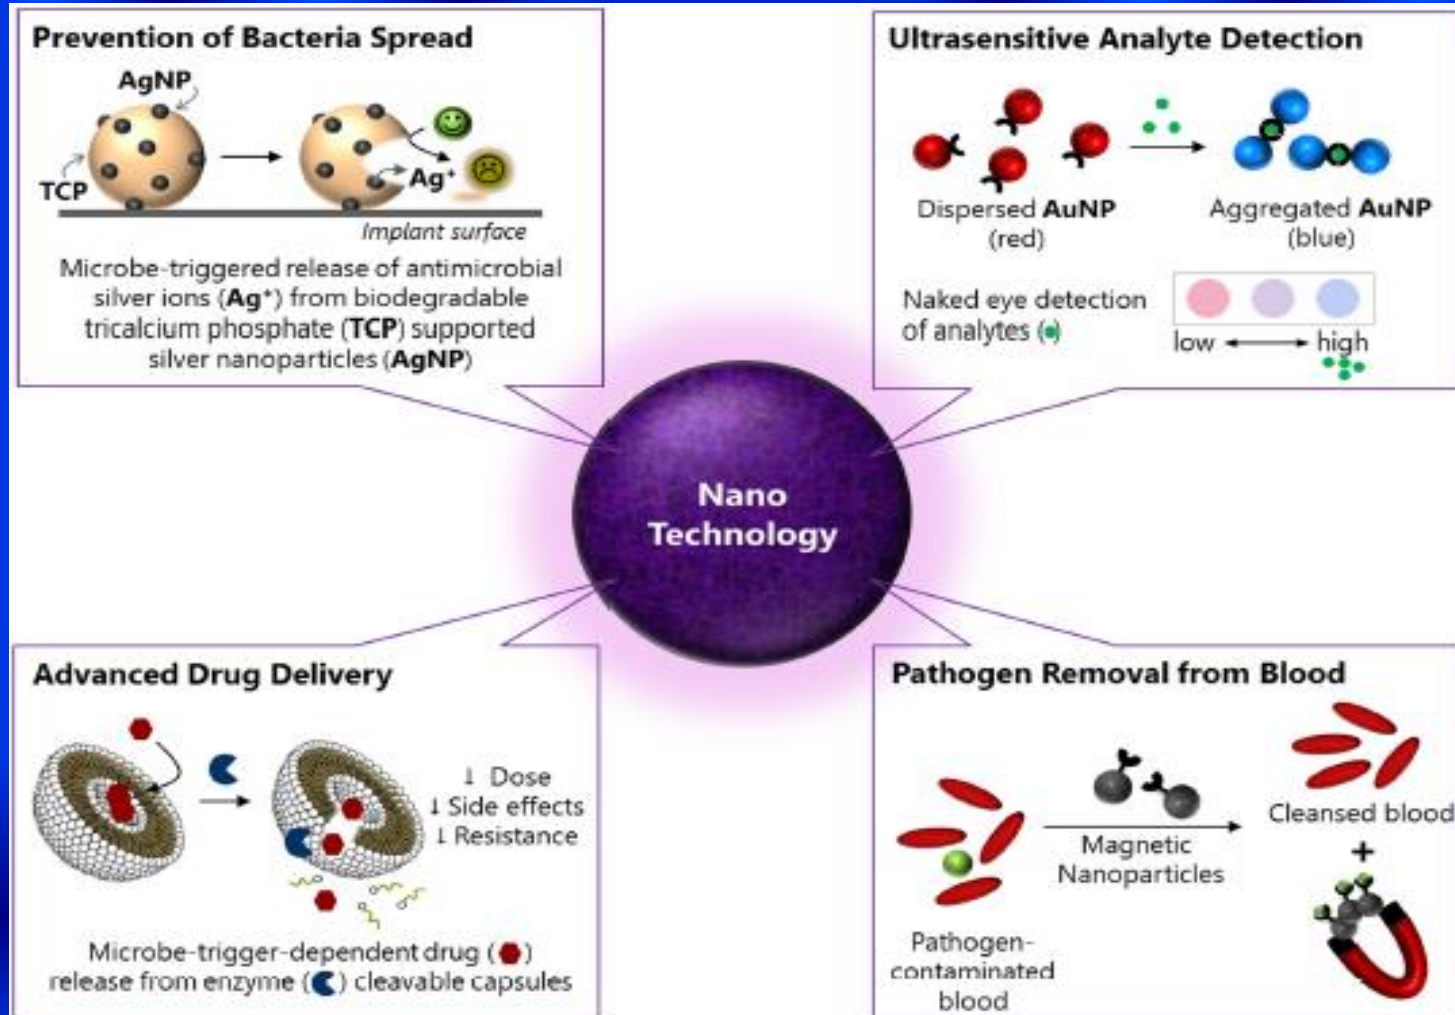 Prevention of Bacteria Spread
AgNP
TCP
Ag⁺
Implant surface
Microbe-triggered release of antimicrobial
silver ions (Ag⁺) from biodegradable
tricalcium phosphate (TCP) supported
silver nanoparticles (AgNP)
Ultrasensitive Analyte Detection
Dispersed AuNP
(red)
Aggregated AuNP
(blue)
Naked eye detection
of analytes ( )
low
high
Nano
Technology
Advanced Drug Delivery
↓ Dose
↓ Side effects
↓ Resistance
Microbe-trigger-dependent drug ( )
release from enzyme ( ) cleavable capsules
Pathogen Removal from Blood
Pathogen-
contaminated
blood
Magnetic
Nanoparticles
Cleansed blood
+